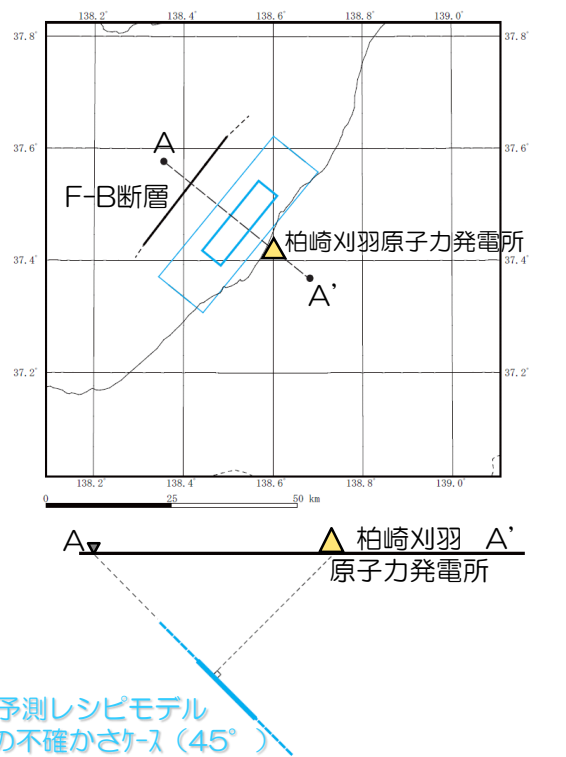 138.2° 138.4° 138.6° 138.8° 139.0°
37.8° 37.8°
37.6° 37.6°
A
F-B断層
柏崎刈羽原子力発電所
37.4° 37.4°
A'
37.2° 37.2°
138.2° 138.4° 138.6° 138.8° 139.0°
0 25 50 km
A 柏崎刈羽 A'
原子力発電所
予測レシピモデル
の不確かさケース（45°）